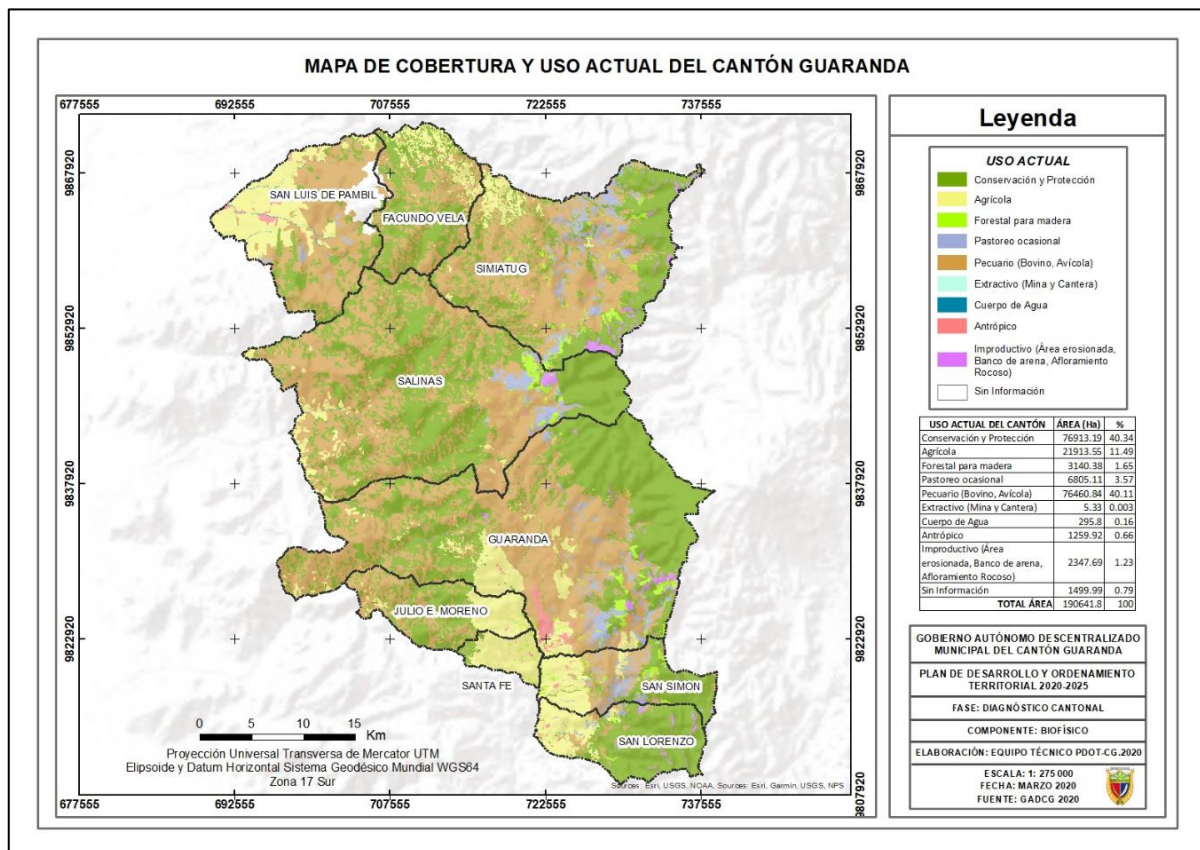 MAPA DE COBERTURA Y USO ACTUAL DEL CANTÓN GUARANDA
677555 692555 707555 722555 737555
9867920 9867920
9852920 9852920
9837920 9837920
9822920 9822920
9807920
SAN LUIS DE PAMBIL
FACUNDO VELA
SIMIATUG
SALINAS
GUARANDA
JULIO E. MORENO
SANTA FE
SAN SIMON
SAN LORENZO
0 5 10 15
Km
Proyección Universal Transversa de Mercator UTM
Elipsoide y Datum Horizontal Sistema Geodésico Mundial WGS64
Zona 17 Sur
Sources: Esri, USGS, NOAA, Sources: Esri, Garmin, USGS, NPS
677555 692555 707555 722555 737555
Leyenda
USO ACTUAL
Conservación y Protección
Agrícola
Forestal para madera
Pastoreo ocasional
Pecuario (Bovino, Avícola)
Extractivo (Mina y Cantera)
Cuerpo de Agua
Antrópico
Improductivo (Área erosionada,
Banco de arena, Afloramiento
Rocoso)
Sin Información
USO ACTUAL DEL CANTÓN ÁREA (Ha) %
Conservación y Protección 76913.19 40.34
Agrícola 21913.55 11.49
Forestal para madera 3140.38 1.65
Pastoreo ocasional 6805.11 3.57
Pecuario (Bovino, Avícola) 76460.84 40.11
Extractivo (Mina y Cantera) 5.33 0.003
Cuerpo de Agua 295.8 0.16
Antrópico 1259.92 0.66
Improductivo (Área
erosionada, Banco de arena, 2347.69 1.23
Afloramiento Rocoso)
Sin Información 1499.99 0.79
TOTAL ÁREA 190641.8 100
GOBIERNO AUTÓNOMO DESCENTRALIZADO
MUNICIPAL DEL CANTÓN GUARANDA
PLAN DE DESARROLLO Y ORDENAMIENTO
TERRITORIAL 2020-2025
FASE: DIAGNÓSTICO CANTONAL
COMPONENTE: BIOFÍSICO
ELABORACIÓN: EQUIPO TÉCNICO PDOT-CG.2020
ESCALA: 1: 275 000
FECHA: MARZO 2020
FUENTE: GADCG 2020